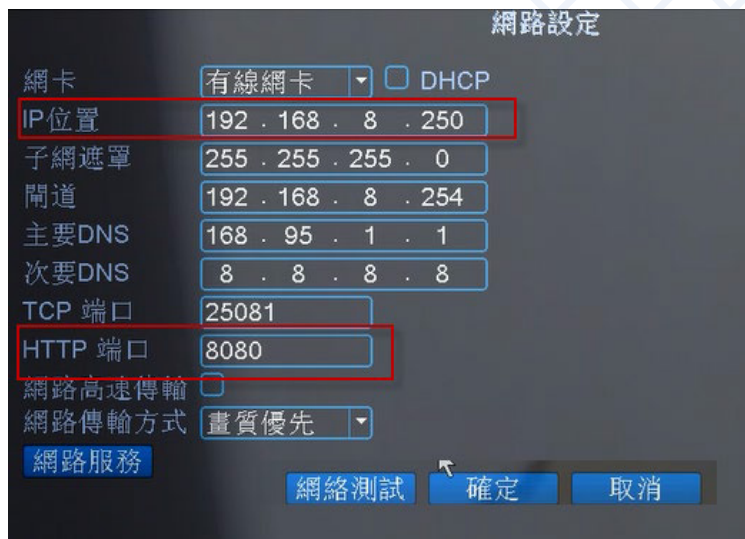 網路設定
網卡 有線網卡 DHCP
IP位置 192 . 168 . 8 . 250
子網遮罩 255 . 255 . 255 . 0
閘道 192 . 168 . 8 . 254
主要DNS 168 . 95 . 1 . 1
次要DNS 8 . 8 . 8 . 8
TCP 端口 25081
HTTP 端口 8080
網路高速傳輸
網路傳輸方式 畫質優先
網路服務
網絡測試 確定 取消